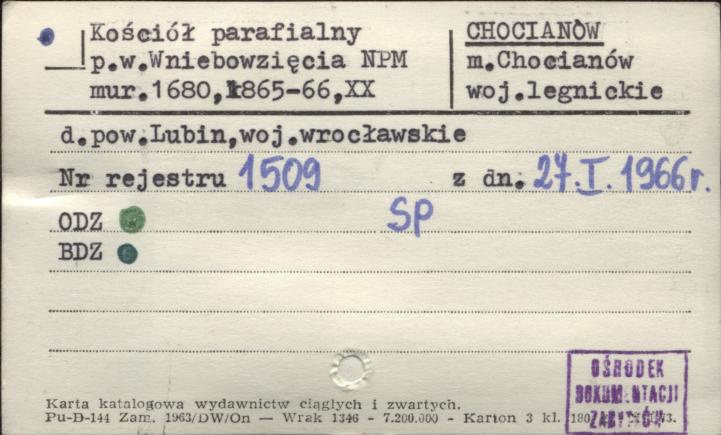 Kościół parafialny
p.w.Wniebowzięcia NPM
mur.1680,1865-66,XX
CHOCIANÓW
m.Chocianów
woj.legnickie
d.pow.Lubin,woj.wrocławskie
Nr rejestru 1509 z dn. 27.I.1966r.
ODZ SP
BDZ
OŚRODEK
DOKUMENTACJI
ZABYTKÓW
Karta katalogowa wydawnictw ciągłych i zwartych.
Pu-D-144 Zam. 1963/DW/On — Wrak 1346 - 7.200.000 - Karton 3 kl. 180